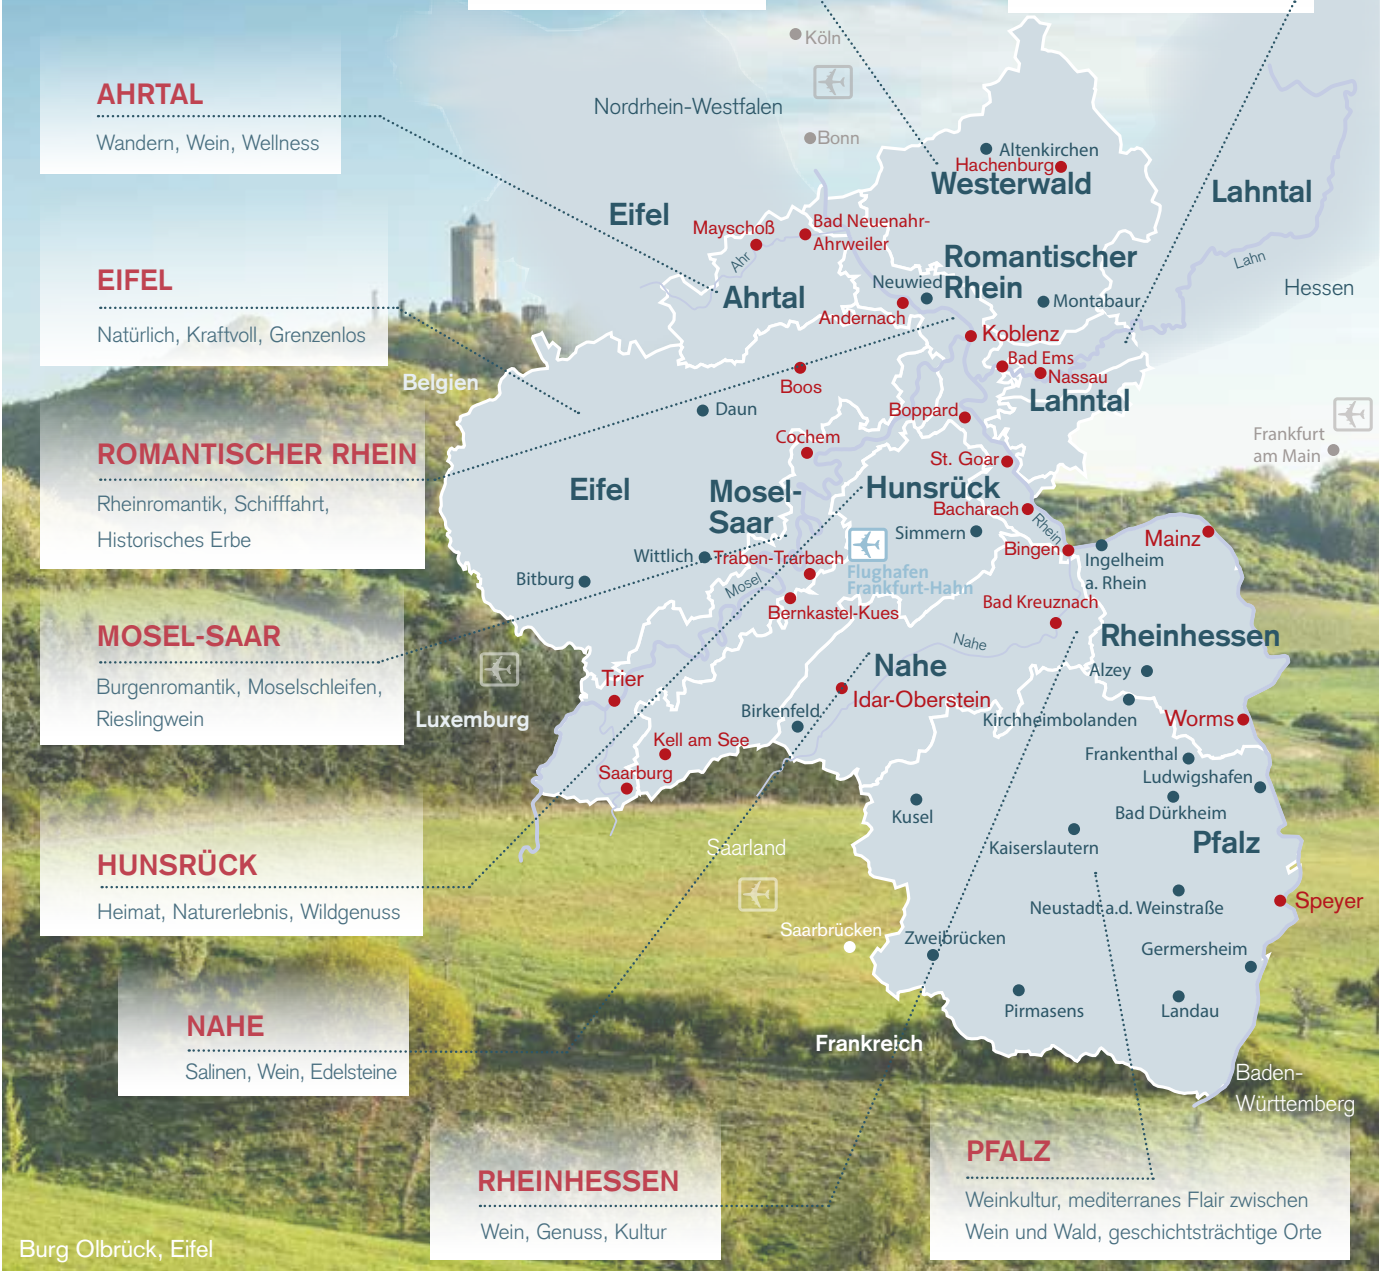 AHRTAL
Wandern, Wein, Wellness
EIFEL
Natürlich, Kraftvoll, Grenzenlos
ROMANTISCHER RHEIN
Rheinromantik, Schifffahrt,
Historisches Erbe
MOSEL-SAAR
Burgenromantik, Moselschleifen,
Rieslingwein
HUNSRÜCK
Heimat, Naturerlebnis, Wildgenuss
NAHE
Salinen, Wein, Edelsteine
RHEINHESSEN
Wein, Genuss, Kultur
PFALZ
Weinkultur, mediterranes Flair zwischen
Wein und Wald, geschichtsträchtige Orte
Köln
Nordrhein-Westfalen
Bonn
Altenkirchen
Hachenburg
Westerwald
Lahntal
Eifel
Mayschoß
Bad Neuenahr-
Ahrweiler
Ahr
Romantischer
Rhein
Lahn
Hessen
Neuwied
Ahrtal
Montabaur
Andernach
Koblenz
Bad Ems
Nassau
Lahntal
Belgien
Boos
Daun
Boppard
Cochem
Frankfurt
am Main
St. Goar
Eifel
Mosel-
Saar
Hunsrück
Bacharach
Rhein
Simmern
Mainz
Bingen
Ingelheim
a. Rhein
Wittlich
Traben-Trarbach
Flughafen
Frankfurt-Hahn
Bitburg
Mosel
Bernkastel-Kues
Bad Kreuznach
Rheinhessen
Nahe
Nahe
Alzey
Trier
Idar-Oberstein
Birkenfeld
Kirchheimbolanden
Worms
Luxemburg
Kell am See
Saarburg
Frankenthal
Ludwigshafen
Kusel
Bad Dürkheim
Kaiserslautern
Pfalz
Saarland
Neustadt a.d. Weinstraße
Speyer
Saarbrücken
Zweibrücken
Germersheim
Pirmasens
Landau
Frankreich
Baden-
Württemberg
Burg Olbrück, Eifel